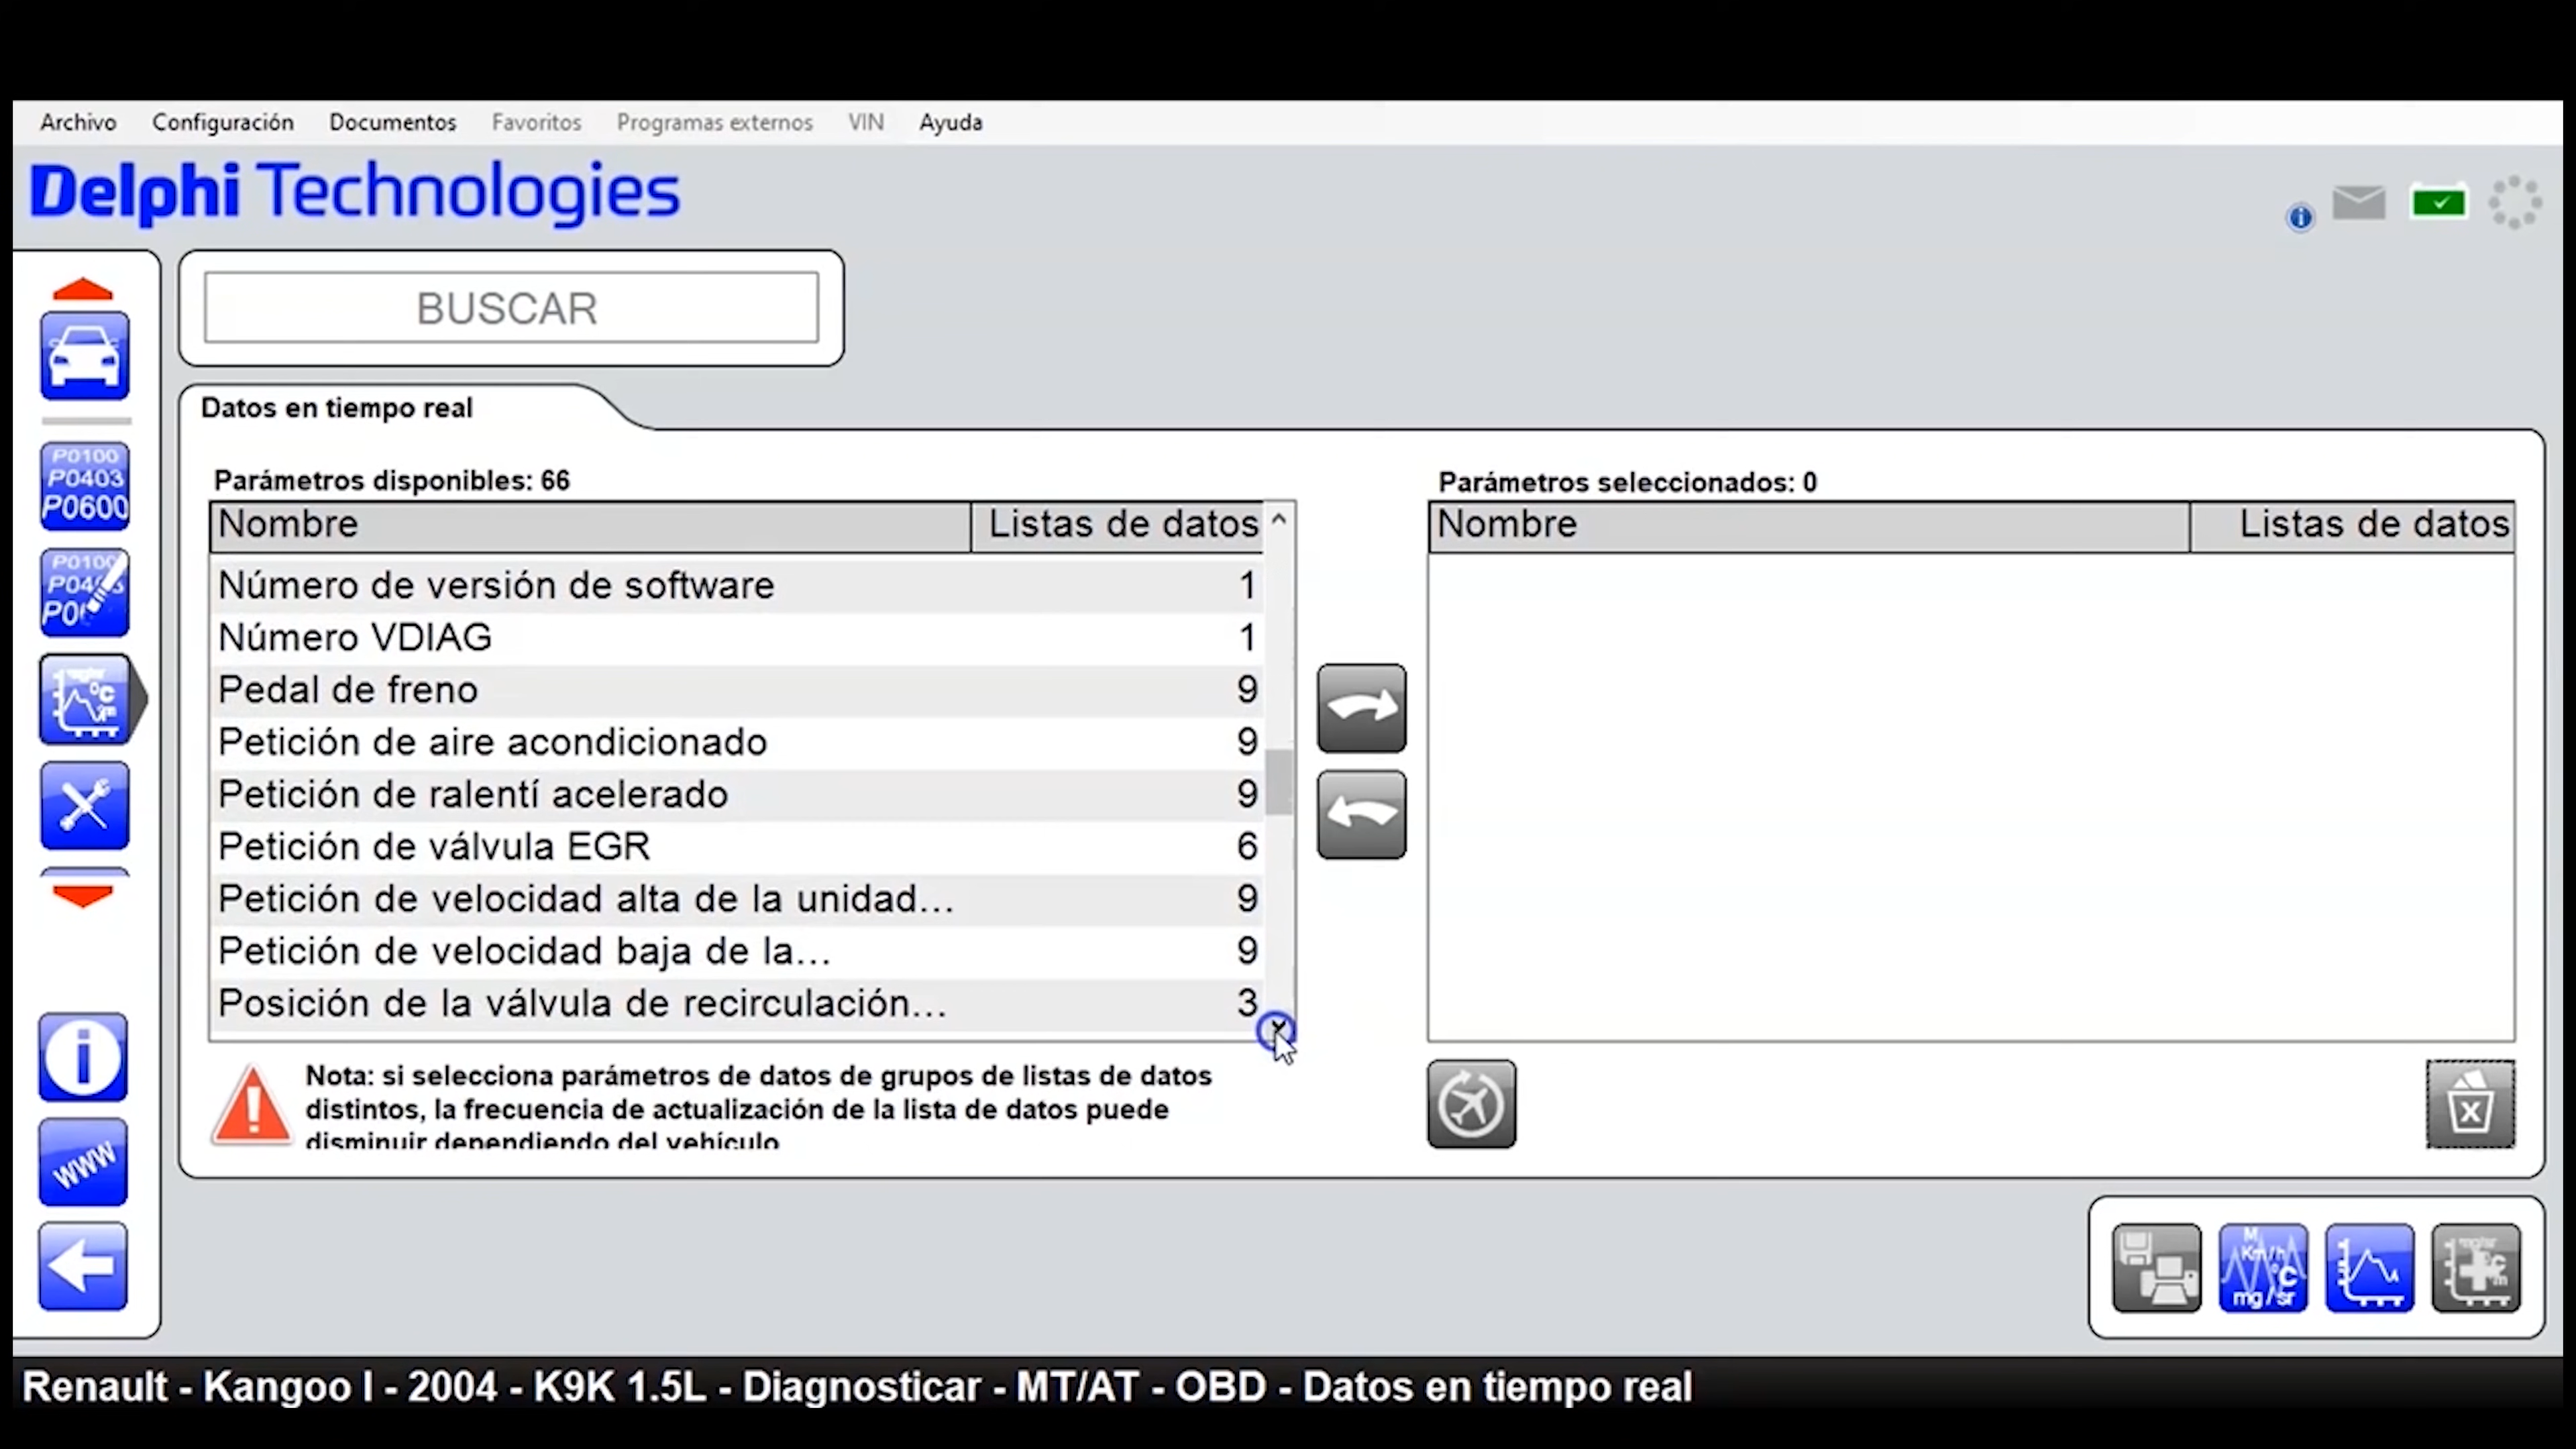 Archivo Configuración Documentos Favoritos Programas externos VIN Ayuda
Delphi Technologies
BUSCAR
Datos en tiempo real
Parámetros disponibles: 66
Nombre Listas de datos
Número de versión de software 1
Número VDIAG 1
Pedal de freno 9
Petición de aire acondicionado 9
Petición de ralentí acelerado 9
Petición de válvula EGR 6
Petición de velocidad alta de la unidad... 9
Petición de velocidad baja de la... 9
Posición de la válvula de recirculación... 3
Nota: si selecciona parámetros de datos de grupos de listas de datos
distintos, la frecuencia de actualización de la lista de datos puede
disminuir dependiendo del vehículo
Parámetros seleccionados: 0
Nombre Listas de datos
P0100
P0403
P0600
P0100
°C
i
www
M
Km/h
°C
mg/sr
Renault - Kangoo I - 2004 - K9K 1.5L - Diagnosticar - MT/AT - OBD - Datos en tiempo real